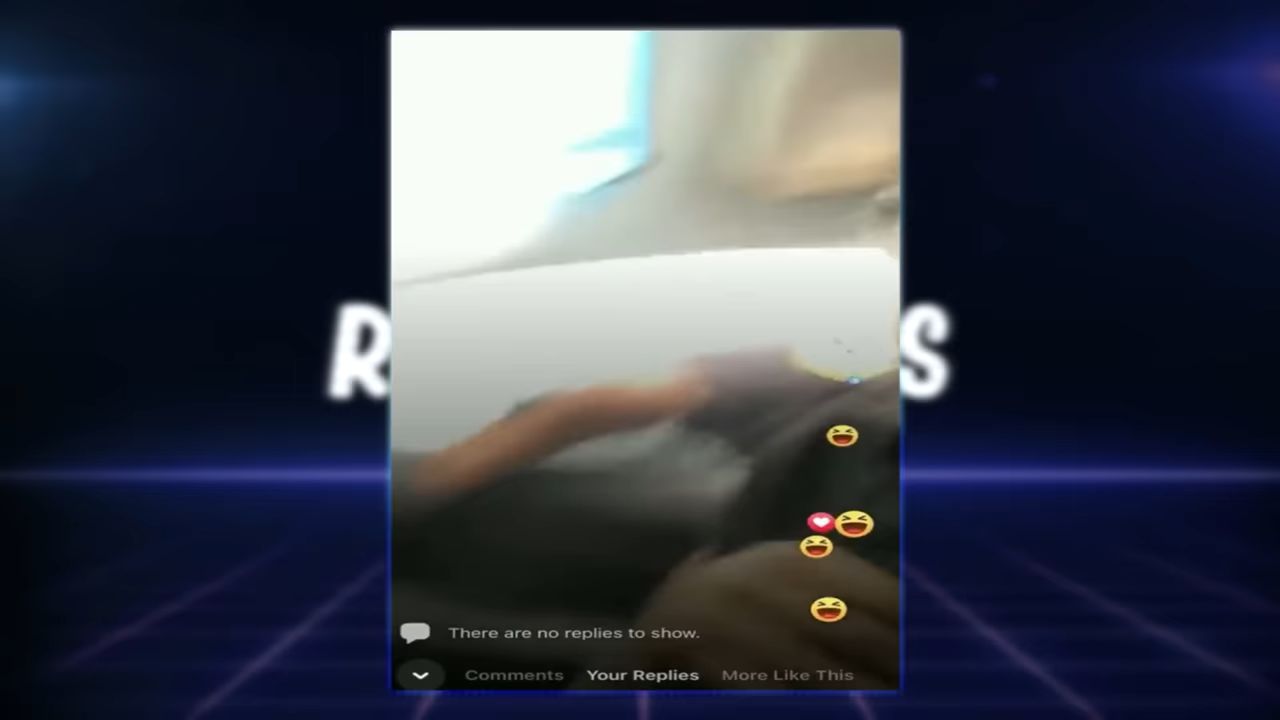 R
S
There are no replies to show.
Comments Your Replies More Like This